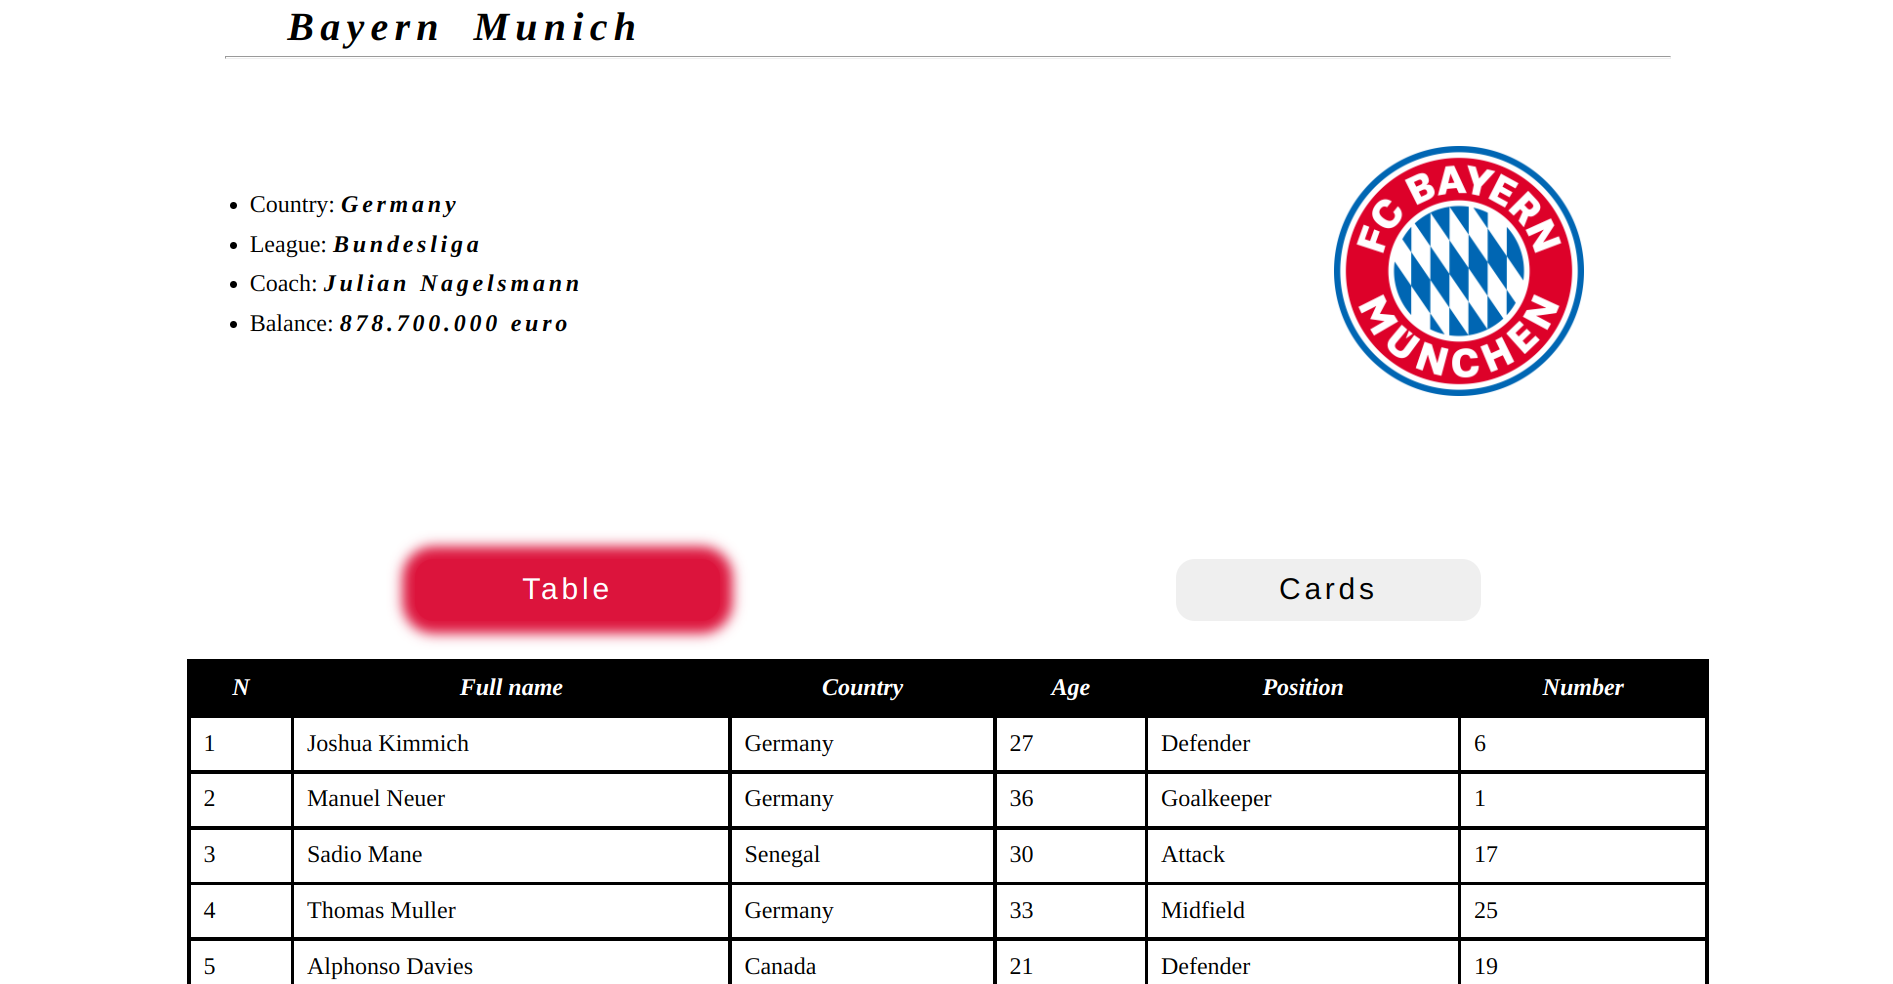 Bayern Munich
Country: Germany
League: Bundesliga
Coach: Julian Nagelsmann
Balance: 878.700.000 euro
FC BAYERN
MÜNCHEN
Table Cards
N Full name Country Age Position Number
1 Joshua Kimmich Germany 27 Defender 6
2 Manuel Neuer Germany 36 Goalkeeper 1
3 Sadio Mane Senegal 30 Attack 17
4 Thomas Muller Germany 33 Midfield 25
5 Alphonso Davies Canada 21 Defender 19